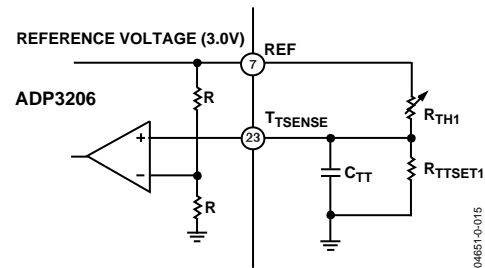 REFERENCE VOLTAGE (3.0V)
REF
7
ADP3206
R
RTH1
TTSENSE
23
+
–
CTT
RTTSET1
R
04651-0-015